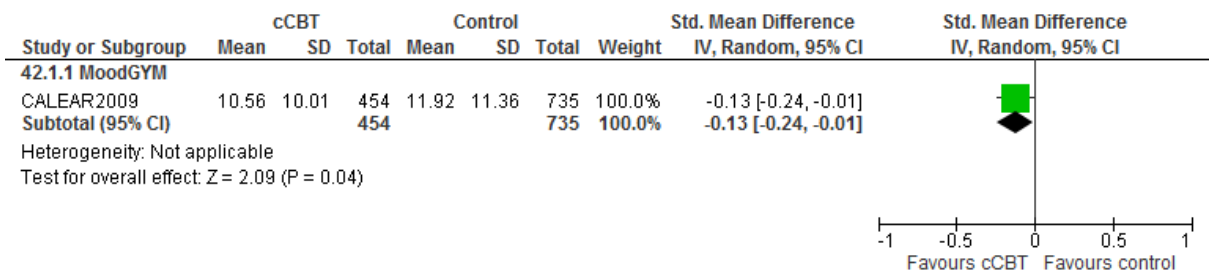 cCBT Control Std. Mean Difference Std. Mean Difference
Study or Subgroup Mean SD Total Mean SD Total Weight IV, Random, 95% CI IV, Random, 95% CI
42.1.1 MoodGYM
CALEAR2009 10.56 10.01 454 11.92 11.36 735 100.0% -0.13 [-0.24, -0.01]
Subtotal (95% CI) 454 735 100.0% -0.13 [-0.24, -0.01]
Heterogeneity: Not applicable
Test for overall effect: Z = 2.09 (P = 0.04)
-1 -0.5 0 0.5 1
Favours cCBT Favours control